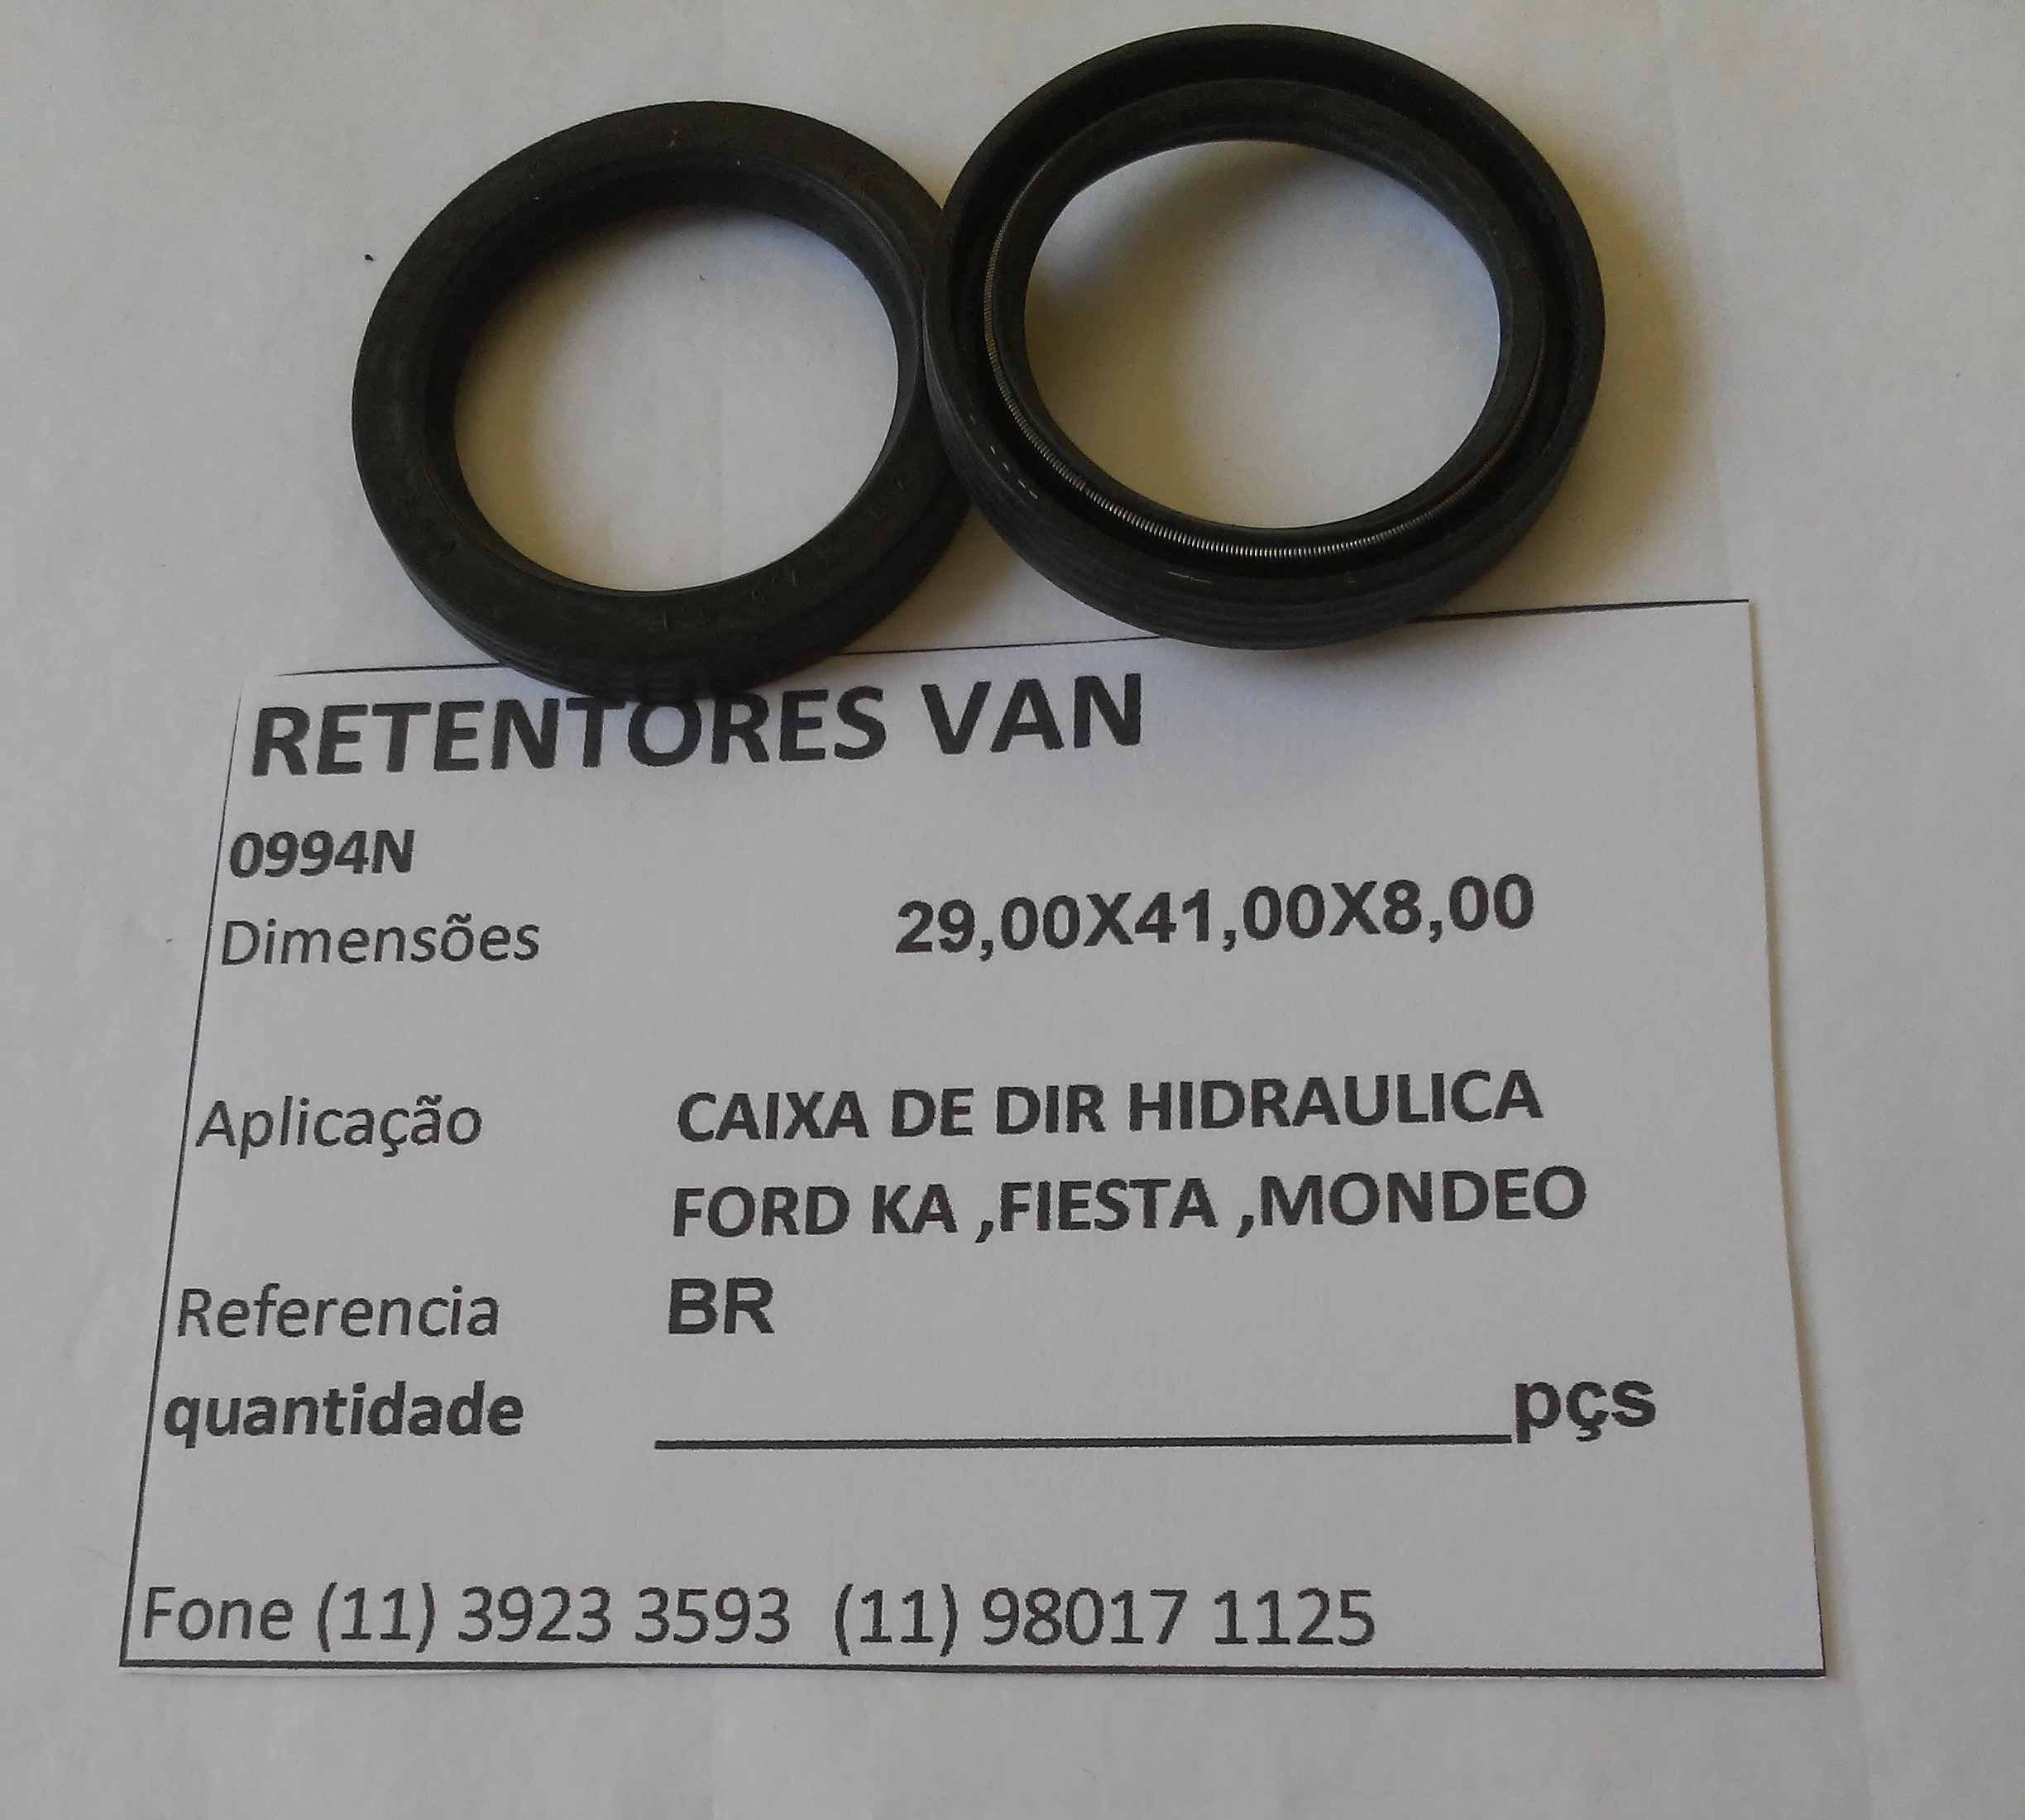 RETENTORES VAN
0994N
Dimensões 29,00X41,00X8,00
Aplicação CAIXA DE DIR HIDRAULICA
FORD KA ,FIESTA ,MONDEO
Referencia BR
quantidade ____________________pçs
Fone (11) 3923 3593 (11) 98017 1125